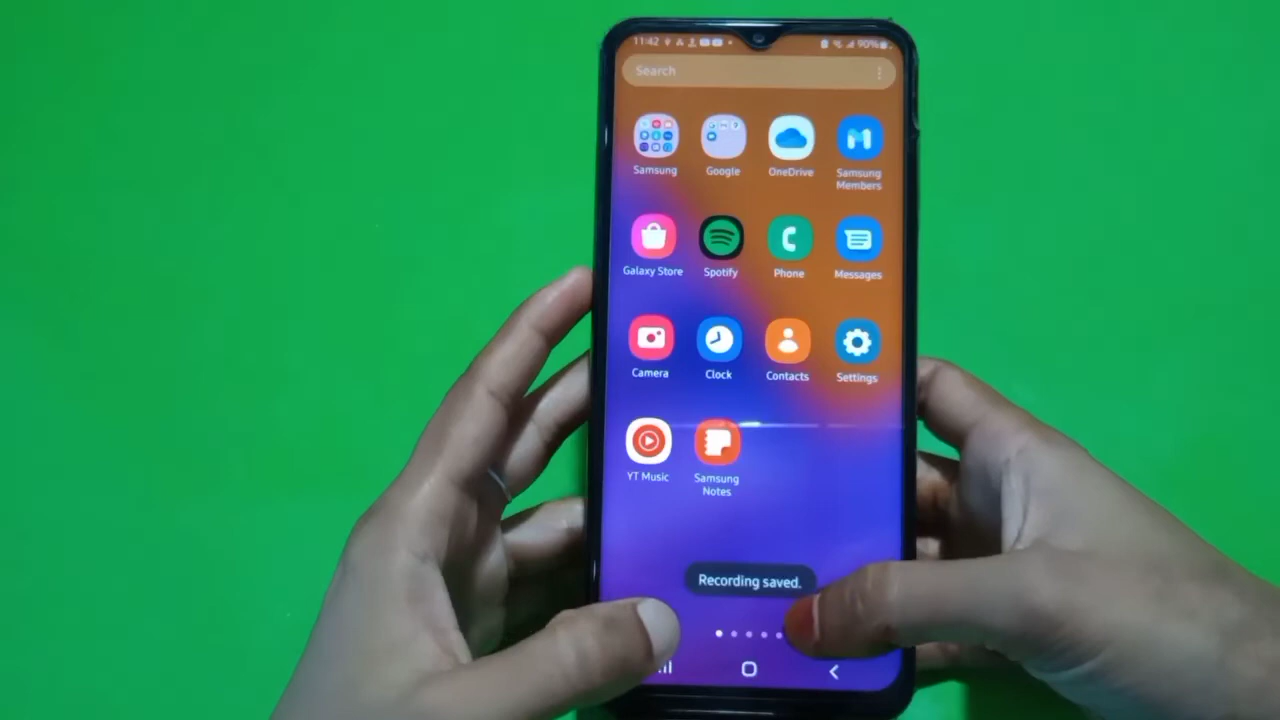 11:42
90%
Search
Samsung
Google
OneDrive
Samsung
Members
Galaxy Store
Spotify
Phone
Messages
Camera
Clock
Contacts
Settings
YT Music
Samsung
Notes
Recording saved.